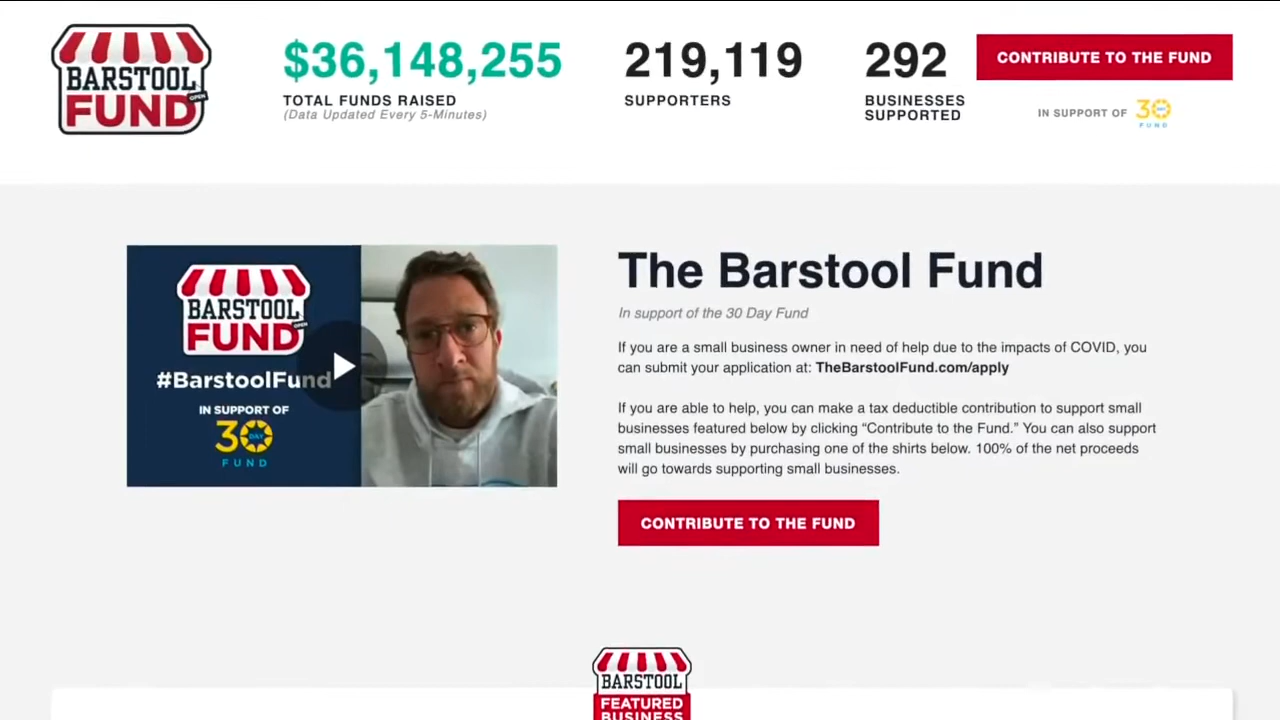 BARSTOOL
FUND
OPEN
$36,148,255
TOTAL FUNDS RAISED
(Data Updated Every 5-Minutes)
219,119
SUPPORTERS
292
BUSINESSES
SUPPORTED
CONTRIBUTE TO THE FUND
IN SUPPORT OF 30
FUND
BARSTOOL
FUND
OPEN
#BarstoolFund
IN SUPPORT OF
30
DAY
FUND
The Barstool Fund
In support of the 30 Day Fund
If you are a small business owner in need of help due to the impacts of COVID, you
can submit your application at: TheBarstoolFund.com/apply
If you are able to help, you can make a tax deductible contribution to support small
businesses featured below by clicking “Contribute to the Fund.” You can also support
small businesses by purchasing one of the shirts below. 100% of the net proceeds
will go towards supporting small businesses.
CONTRIBUTE TO THE FUND
BARSTOOL
FEATURED
BUSINESS